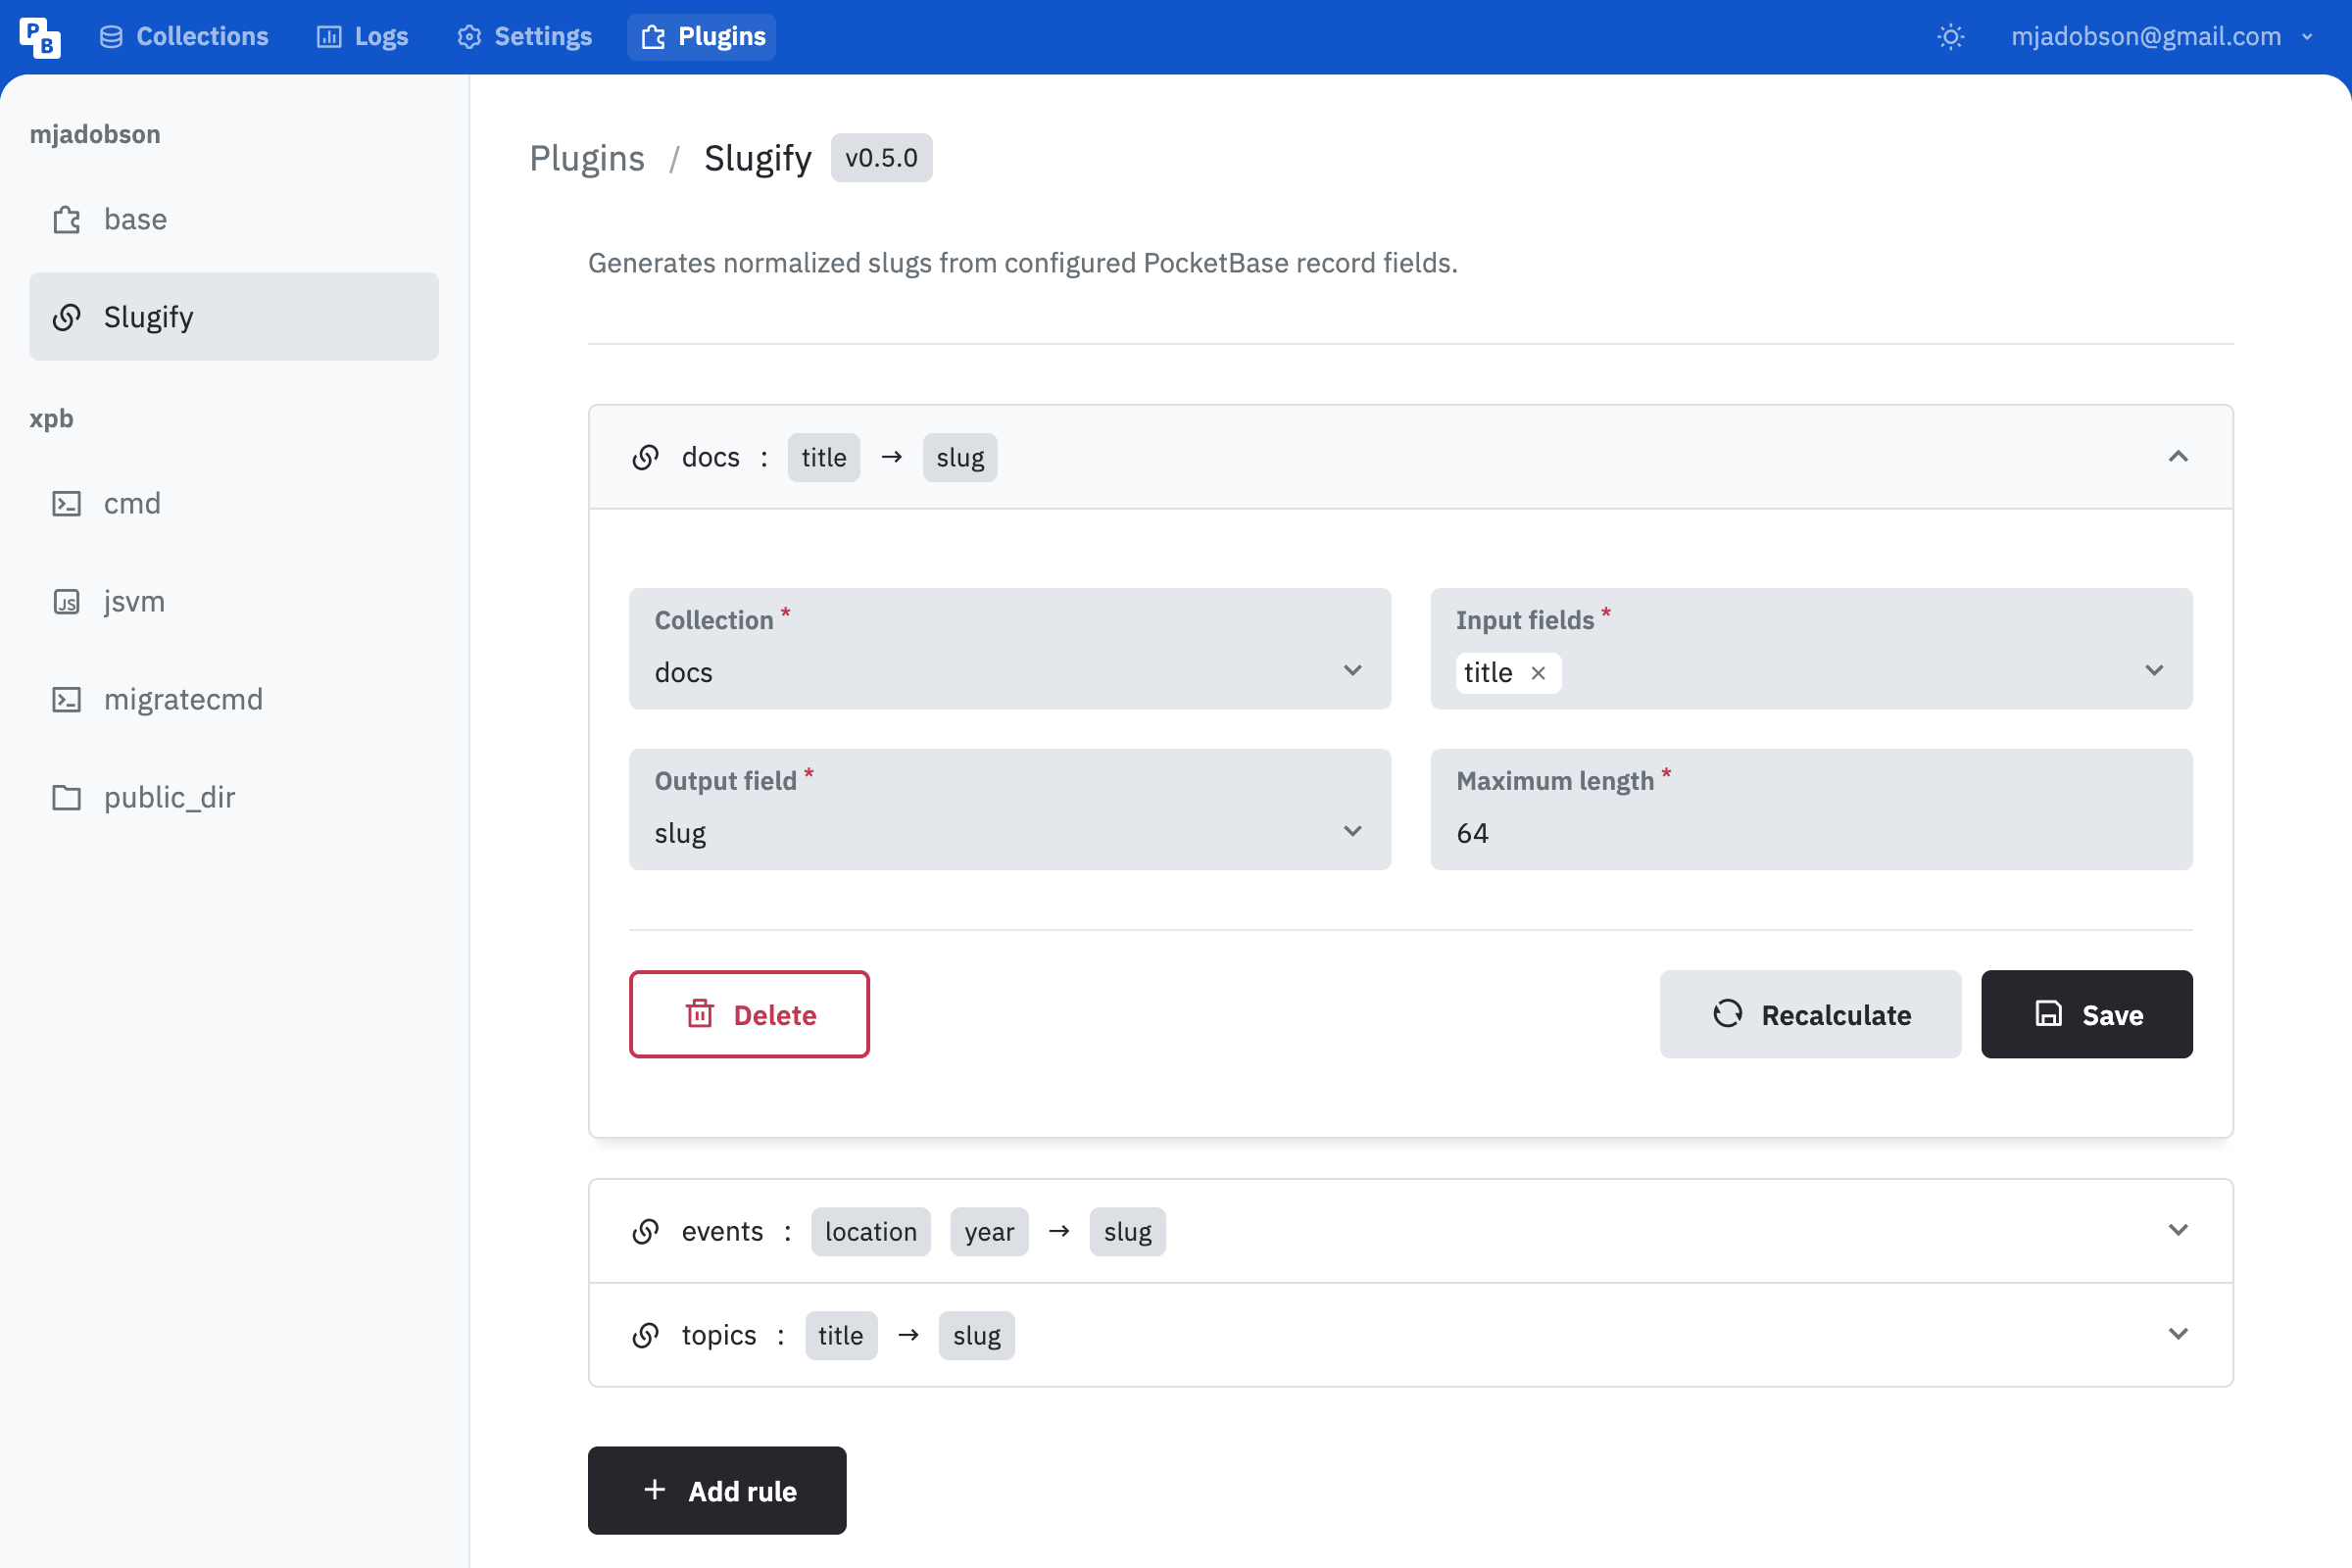 PB Collections Logs Settings Plugins mjadobson@gmail.com
mjadobson
base
Slugify
xpb
cmd
JS jsvm
migratecmd
public_dir
Plugins / Slugify v0.5.0
Generates normalized slugs from configured PocketBase record fields.
docs : title → slug
Collection * Input fields *
docs title ×
Output field * Maximum length *
slug 64
Delete Recalculate Save
events : location year → slug
topics : title → slug
+ Add rule